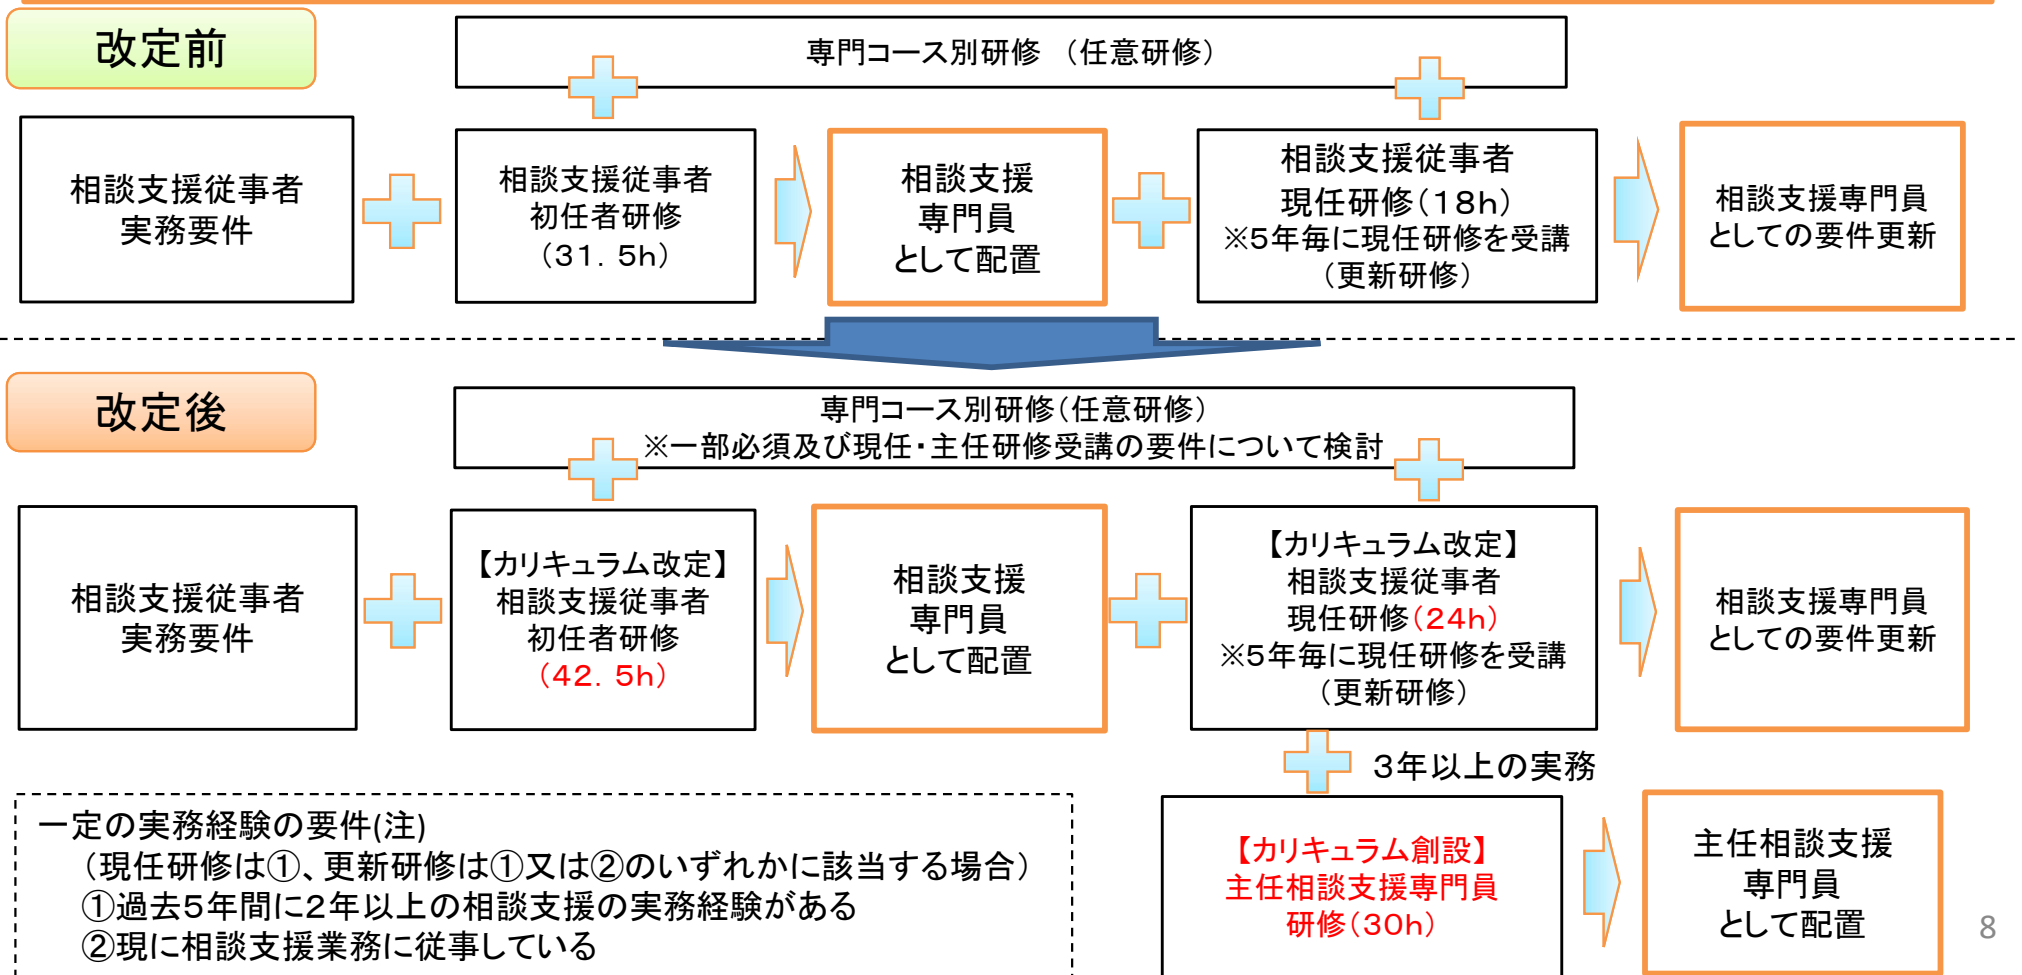 改定前
専門コース別研修 （任意研修）
相談支援従事者
実務要件
相談支援従事者
初任者研修
（31．5h）
相談支援
専門員
として配置
相談支援従事者
現任研修（18h）
※5年毎に現任研修を受講
（更新研修）
相談支援専門員
としての要件更新
改定後
専門コース別研修（任意研修）
※一部必須及び現任・主任研修受講の要件について検討
相談支援従事者
実務要件
【カリキュラム改定】
相談支援従事者
初任者研修
（42．5h）
相談支援
専門員
として配置
【カリキュラム改定】
相談支援従事者
現任研修（24h）
※5年毎に現任研修を受講
（更新研修）
相談支援専門員
としての要件更新
3年以上の実務
一定の実務経験の要件(注)
（現任研修は①、更新研修は①又は②のいずれかに該当する場合）
①過去5年間に2年以上の相談支援の実務経験がある
②現に相談支援業務に従事している
【カリキュラム創設】
主任相談支援専門員
研修（30h）
主任相談支援
専門員
として配置
8